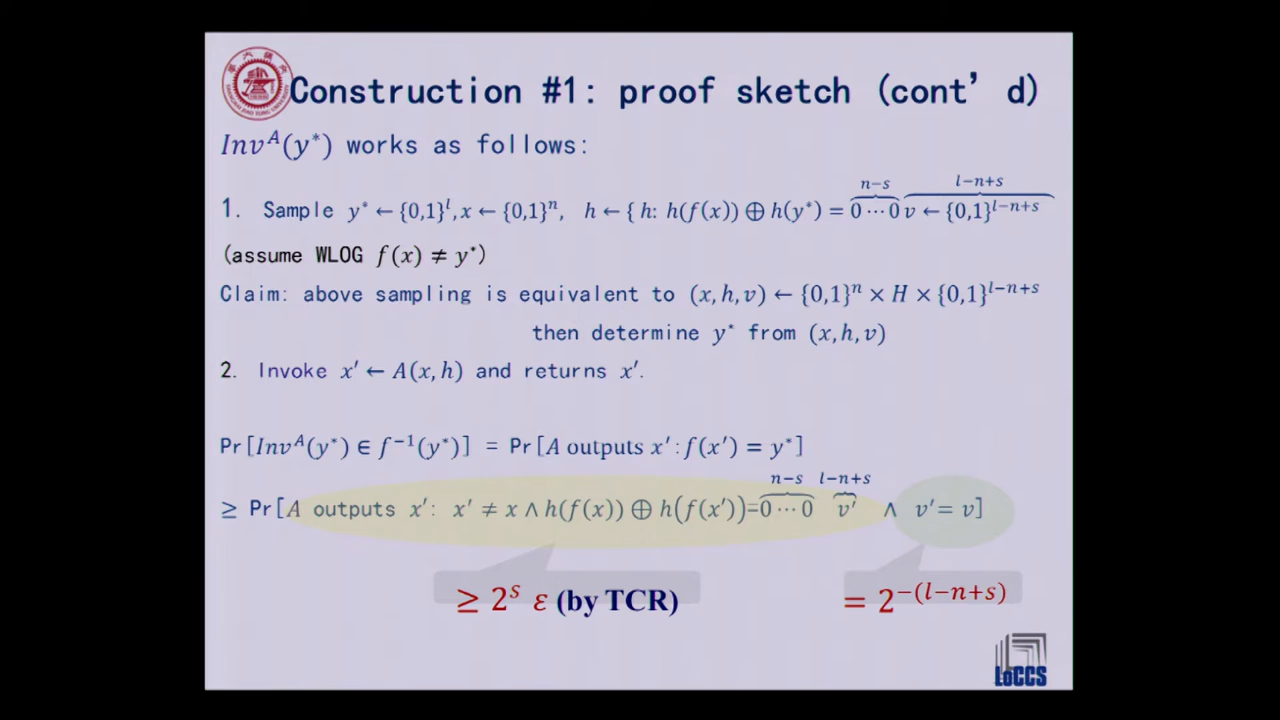 Construction #1: proof sketch (cont'd)
Inv^A(y*) works as follows:
n−s l−n+s
1. Sample y* ← {0,1}^l, x ← {0,1}^n, h ← { h: h(f(x)) ⊕ h(y*) = 0⋯0 v ← {0,1}^{l−n+s}
(assume WLOG f(x) ≠ y*)
Claim: above sampling is equivalent to (x, h, v) ← {0,1}^n × H × {0,1}^{l−n+s}
then determine y* from (x, h, v)
2. Invoke x′ ← A(x, h) and returns x′.
Pr[Inv^A(y*) ∈ f^{−1}(y*)] = Pr[A outputs x′: f(x′) = y*]
n−s l−n+s
≥ Pr[A outputs x′: x′ ≠ x ∧ h(f(x)) ⊕ h(f(x′))=0⋯0 v′ ∧ v′= v]
≥ 2^s ε (by TCR) = 2^{−(l−n+s)}
LoCCS